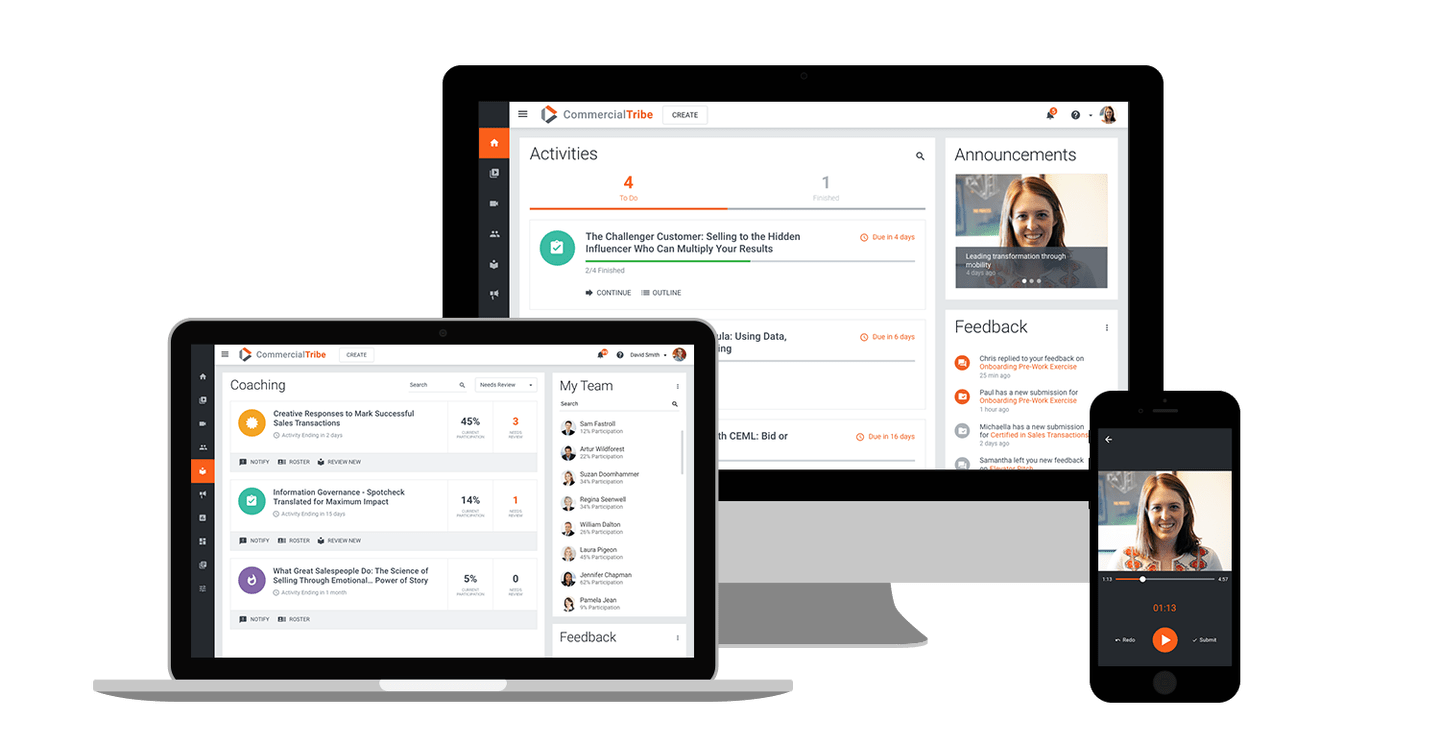 CommercialTribe CREATE 5
Activities
4 1
To Do Finished
The Challenger Customer: Selling to the Hidden
Influencer Who Can Multiply Your Results
Due in 4 days
2/4 Finished
CONTINUE OUTLINE
ula: Using Data,
ing
Due in 6 days
th CEML: Bid or
Due in 16 days
Announcements
Leading transformation through
mobility
4 days ago
Feedback
Chris replied to your feedback on
Onboarding Pre-Work Exercise
25 min ago
Paul has a new submission for
Onboarding Pre-Work Exercise
1 hour ago
Michaella has a new submission
for Certified in Sales Transactions
2 days ago
Samantha left you new feedback
on Elevator Pitch
CommercialTribe CREATE David Smith
Coaching
Search Needs Review
Creative Responses to Mark Successful
Sales Transactions
Activity Ending in 2 days
45% 3
CURRENT NEEDS
PARTICIPATION REVIEW
NOTIFY ROSTER REVIEW NEW
Information Governance - Spotcheck
Translated for Maximum Impact
Activity Ending in 15 days
14% 1
CURRENT NEEDS
PARTICIPATION REVIEW
NOTIFY ROSTER REVIEW NEW
What Great Salespeople Do: The Science of
Selling Through Emotional... Power of Story
Activity Ending in 1 month
5% 0
CURRENT NEEDS
PARTICIPATION REVIEW
NOTIFY ROSTER
My Team
Search
Sam Fastroll
12% Participation
Artur Wildforest
22% Participation
Suzan Doornhammer
34% Participation
Regina Seenwell
34% Participation
William Dalton
26% Participation
Laura Pigeon
45% Participation
Jennifer Chapman
62% Participation
Pamela Jean
9% Participation
Feedback
1:13 4:57
01:13
Redo Submit